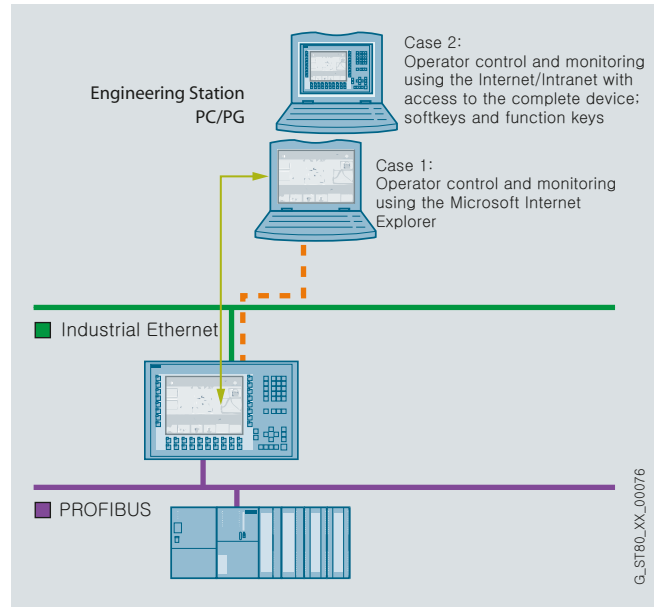 Case 2:
Operator control and monitoring
using the Internet/Intranet with
access to the complete device;
softkeys and function keys
Engineering Station
PC/PG
Case 1:
Operator control and monitoring
using the Microsoft Internet
Explorer
Industrial Ethernet
PROFIBUS
G_ST80_XX_00076